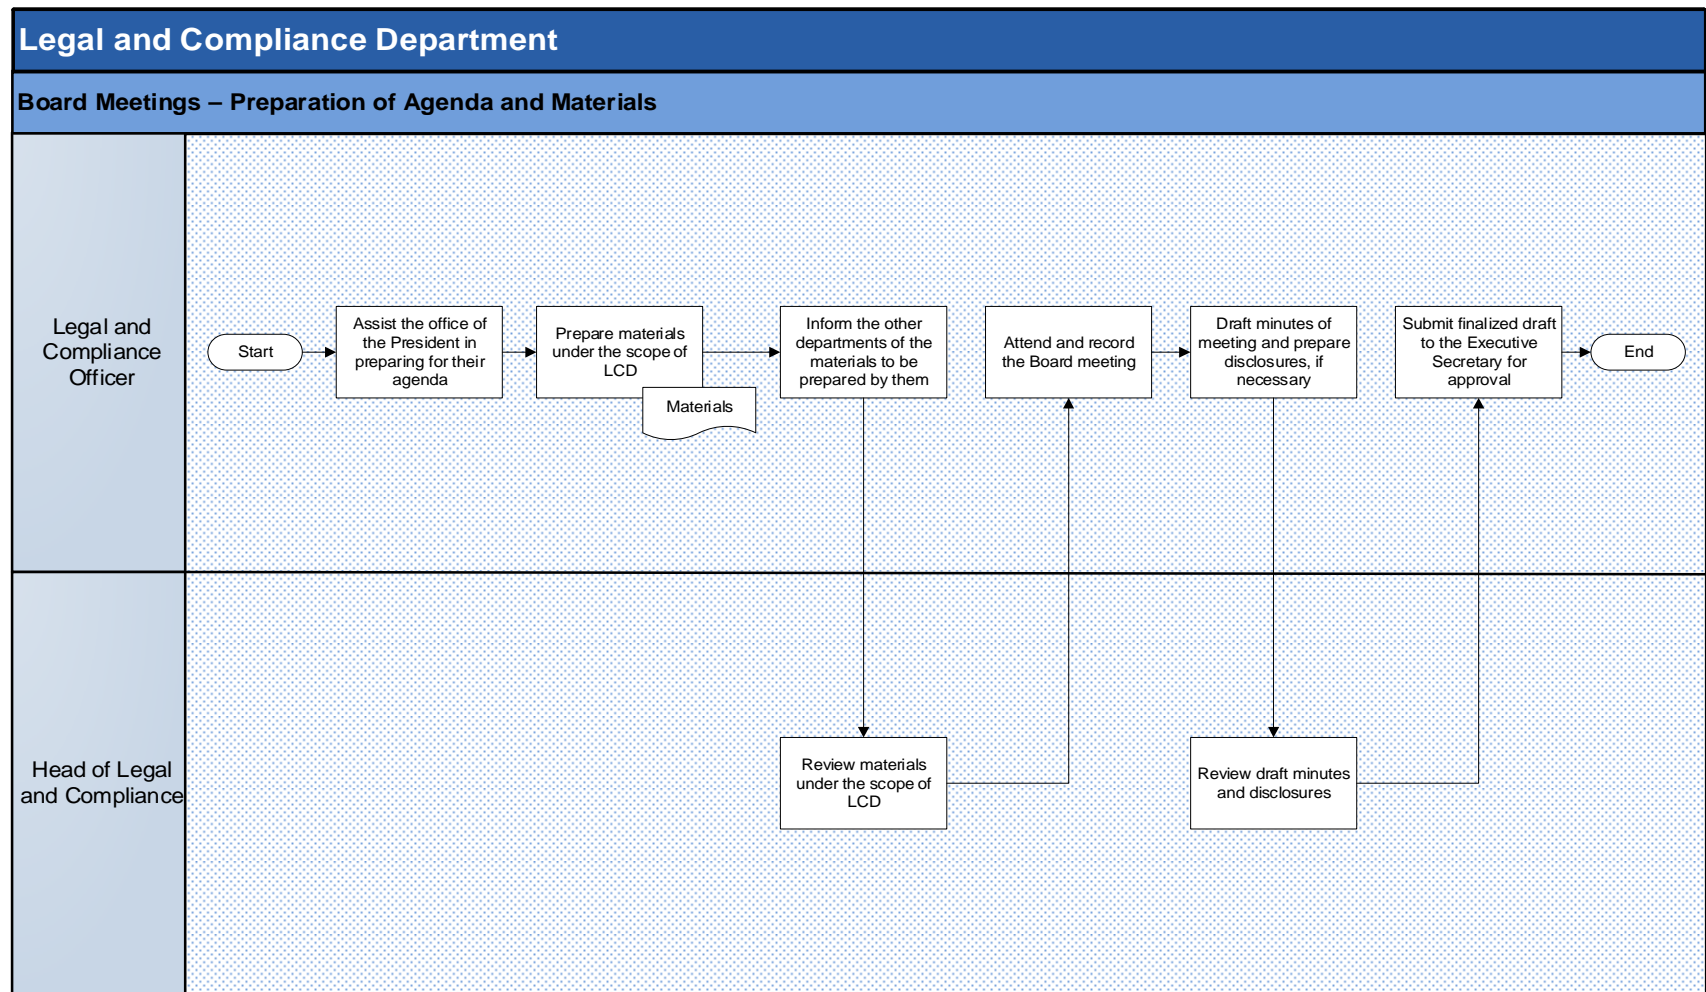 Legal and Compliance Department
Board Meetings – Preparation of Agenda and Materials
Legal and
Compliance
Officer
Start
Assist the office of
the President in
preparing for their
agenda
Prepare materials
under the scope of
LCD
Materials
Inform the other
departments of the
materials to be
prepared by them
Attend and record
the Board meeting
Draft minutes of
meeting and prepare
disclosures, if
necessary
Submit finalized draft
to the Executive
Secretary for
approval
End
Head of Legal
and Compliance
Review materials
under the scope of
LCD
Review draft minutes
and disclosures